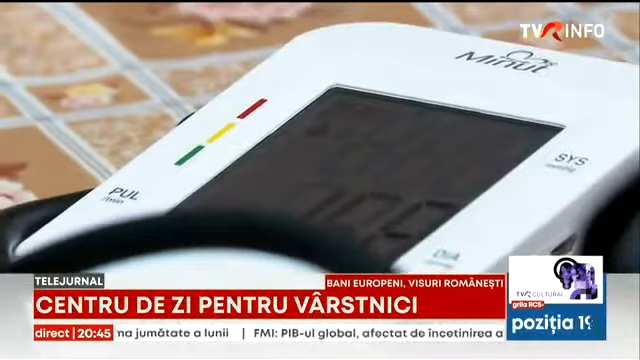 TVR INFO
Minut
SYS
mmHg
PUL
/min
DIA
TELEJURNAL
BANI EUROPENI, VISURI ROMÂNEȘTI
CENTRU DE ZI PENTRU VÂRSTNICI
TVR CULTURAL
grila RCS-
poziția 19
direct 20:45 ma jumătate a lunii | FMI: PIB-ul global, afectat de încetinirea a